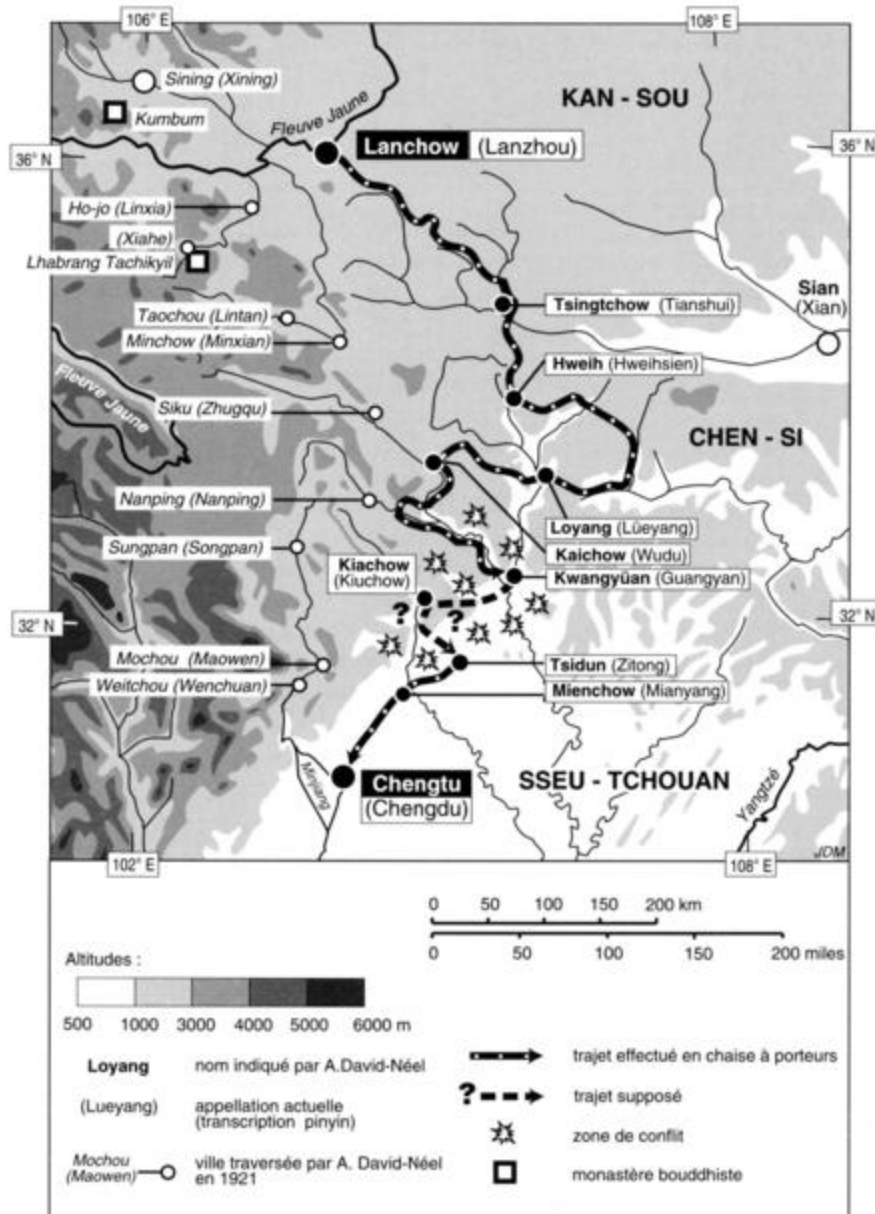 106° E
108° E
Sining (Xining)
KAN - SOU
Kumbum
Fleuve Jaune
Lanchow (Lanzhou)
36° N
36° N
Ho-jo (Linxia)
(Xiahe)
Lhabrang Tachikyil
Sian
(Xian)
Tsingtchow (Tianshui)
Taochou (Lintan)
Minchow (Minxian)
Hweih (Hweihsien)
Fleuve Jaune
Siku (Zhugqu)
CHEN - SI
Nanping (Nanping)
Loyang (Lüeyang)
Sungpan (Songpan)
Kiachow
(Kiuchow)
Kaichow (Wudu)
Kwangyüan (Guangyan)
32° N
32° N
?
?
Mochou (Maowen)
Tsidun (Zitong)
Weitchou (Wenchuan)
Mienchow (Mianyang)
Minjiang
Chengtu
(Chengdu)
SSEU - TCHOUAN
Yangtzé
102° E
108° E
JDM
0 50 100 150 200 km
0 50 100 150 200 miles
Altitudes :
500 1000 3000 4000 5000 6000 m
Loyang nom indiqué par A.David-Néel
trajet effectué en chaise à porteurs
(Lueyang) appellation actuelle
(transcription pinyin)
? trajet supposé
zone de conflit
Mochou
(Maowen)
ville traversée par A. David-Néel
en 1921
monastère bouddhiste